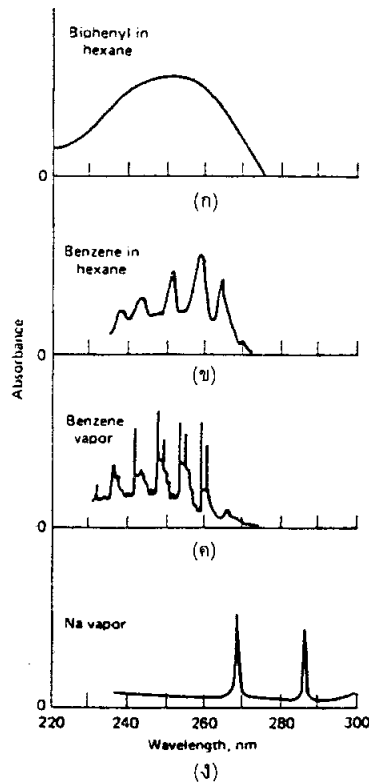 Biphenyl in
hexane
0
(ก)
Benzene in
hexane
0
(ข)
Absorbance
Benzene
vapor
0
(ค)
Na vapor
0
220 240 260 280 300
Wavelength, nm
(ง)